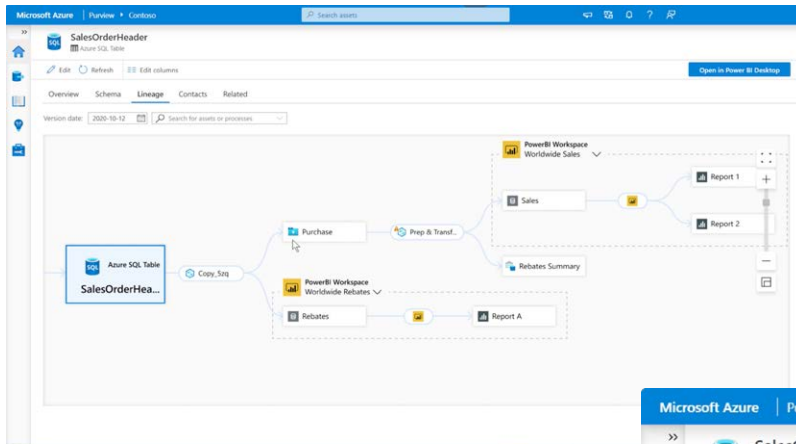 Microsoft Azure | Purview ▸ Contoso
Search assets
SalesOrderHeader
Azure SQL Table
Edit Refresh Edit columns
Open in Power BI Desktop
Overview Schema Lineage Contacts Related
Version date: 2020-10-12 Search for assets or processes
PowerBI Workspace
Worldwide Sales
Report 1
Sales
Report 2
Purchase
Prep & Transf..
Rebates Summary
SQL
Azure SQL Table
SalesOrderHea...
Copy_5zq
PowerBI Workspace
Worldwide Rebates
Rebates
Report A
Microsoft Azure